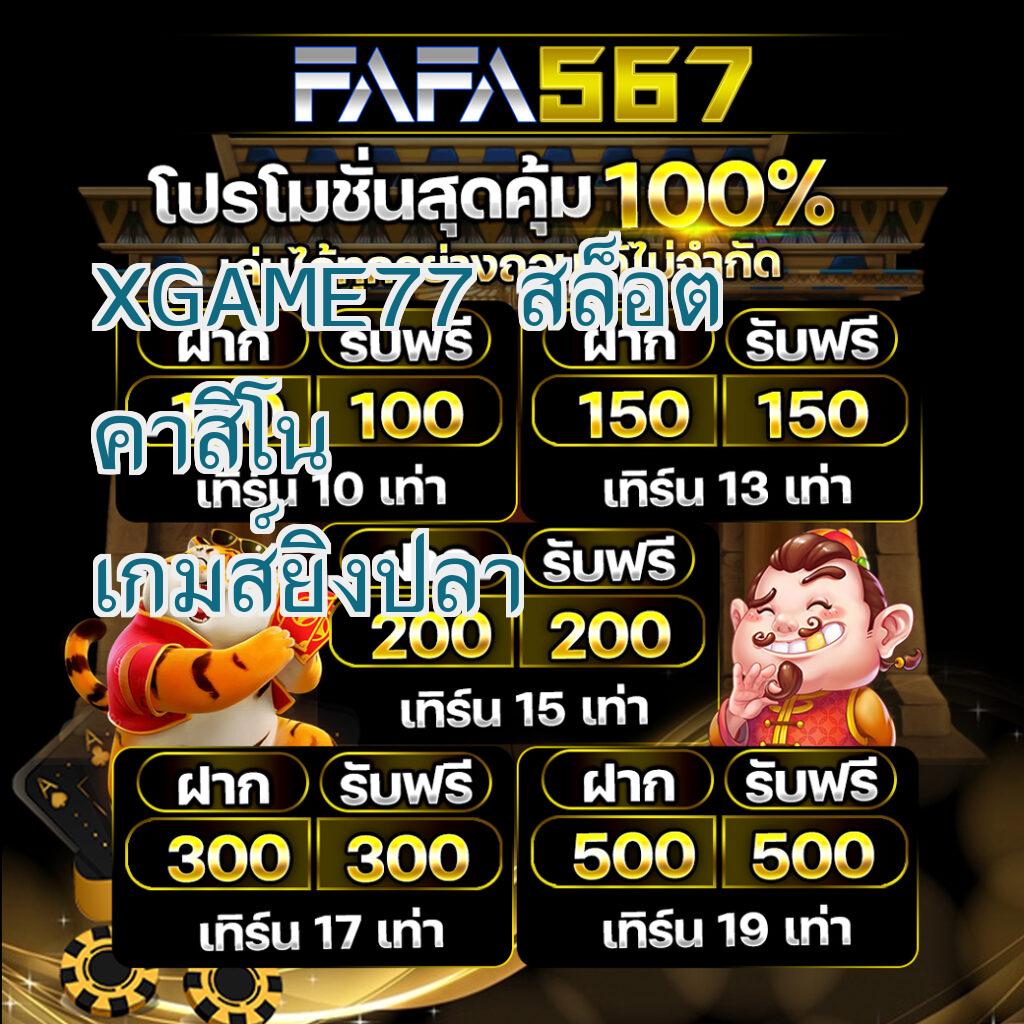 FAFA567
โปรโมชั่นสุดคุ้ม 100%
XGAME77 สล็อต
ฝาก รับฟรี ฝาก รับฟรี
100 150 150
คาสิโน
เทิร์น 10 เท่า เทิร์น 13 เท่า
เกมส์ยิงปลา
รับฟรี
200 200
เทิร์น 15 เท่า
ฝาก รับฟรี ฝาก รับฟรี
300 300 500 500
เทิร์น 17 เท่า เทิร์น 19 เท่า